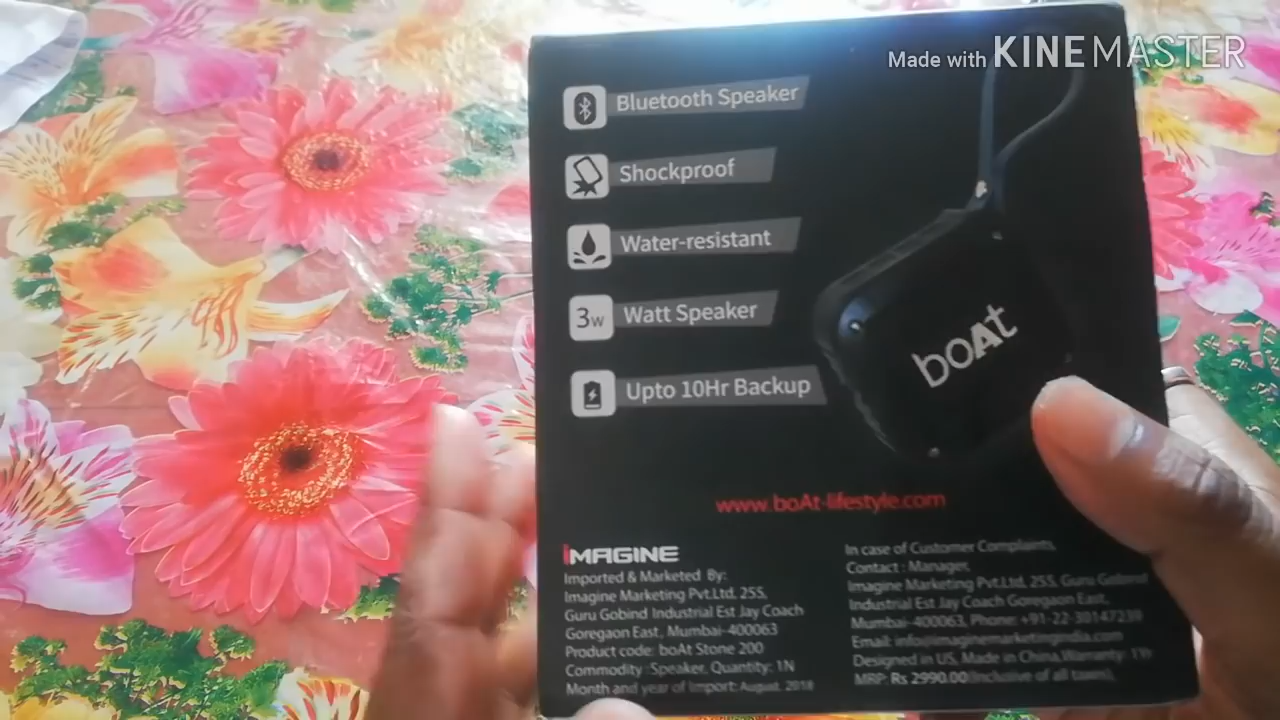 Made with KINEMASTER
Bluetooth Speaker
Shockproof
Water-resistant
3w Watt Speaker
Upto 10Hr Backup
boAt
www.boAt-lifestyle.com
iMAGINE
Imported & Marketed By:
Imagine Marketing Pvt.Ltd, 255,
Guru Gobind Industrial Est Jay Coach
Goregaon East, Mumbai-400063
Product code: boAt Stone 200
Commodity :Speaker, Quantity: 1N
Month and year of Import: August, 2018
In case of Customer Complaints,
Contact : Manager,
Imagine Marketing Pvt.Ltd, 255, Guru Gobind
Industrial Est Jay Coach Goregaon East,
Mumbai-400063, Phone: +91-22-30147239
Email: info@imaginemarketingindia.com
Designed in US, Made in China,Warranty: 1Yr
MRP: Rs 2990.00(Inclusive of all taxes),